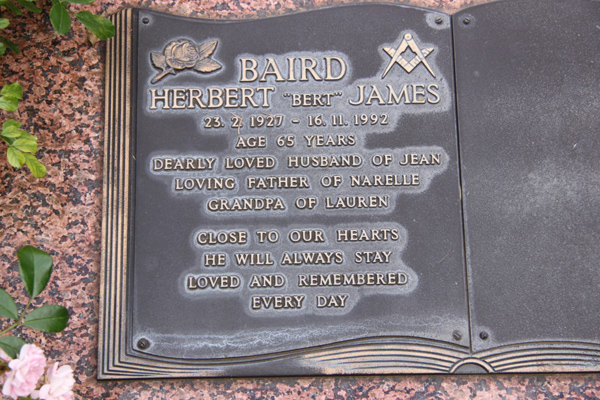 BAIRD
HERBERT "BERT" JAMES
23. 2. 1927 - 16. 11. 1992
AGE 65 YEARS
DEARLY LOVED HUSBAND OF JEAN
LOVING FATHER OF NARELLE
GRANDPA OF LAUREN
CLOSE TO OUR HEARTS
HE WILL ALWAYS STAY
LOVED AND REMEMBERED
EVERY DAY